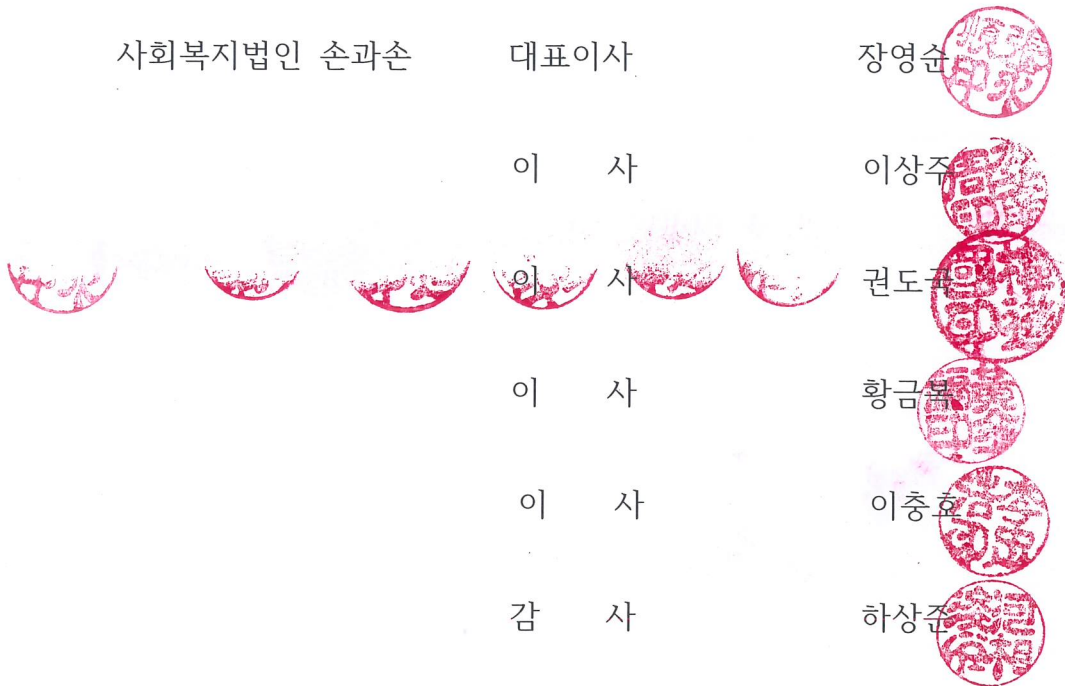 사회복지법인 손과손 대표이사 장영순
이 사 이상주
이 사 권도국
이 사 황금복
이 사 이충효
감 사 하상준